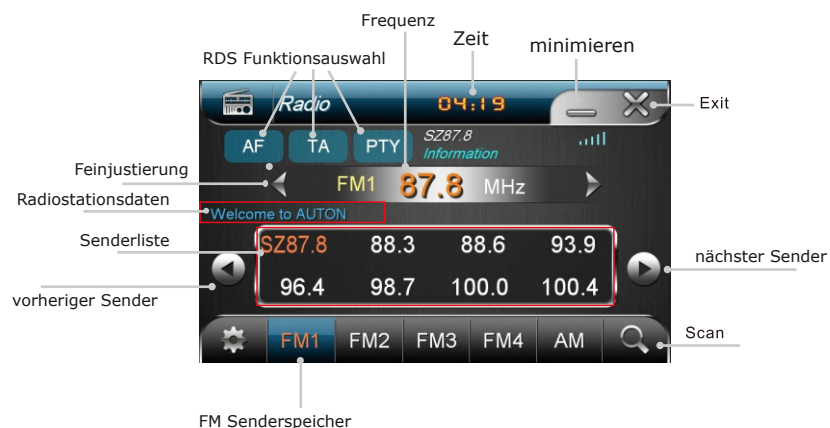 Frequenz
Zeit
minimieren
RDS Funktionsauswahl
Radio
04:19
Exit
AF
TA
PTY
SZ87.8
Information
Feinjustierung
FM1 87.8 MHz
Radiostationsdaten
Welcome to AUTON
Senderliste
SZ87.8 88.3 88.6 93.9
nächster Sender
96.4 98.7 100.0 100.4
vorheriger Sender
FM1 FM2 FM3 FM4 AM
Scan
FM Senderspeicher